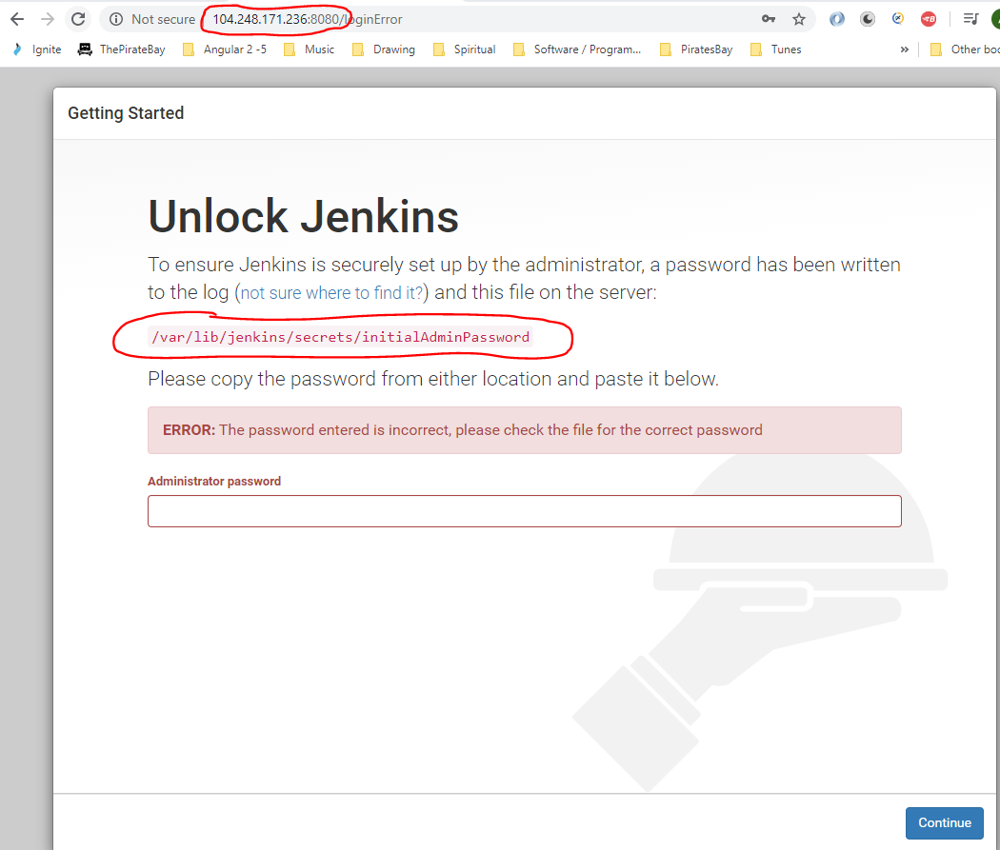 Not secure 104.248.171.236:8080/loginError
Ignite ThePirateBay Angular 2 -5 Music Drawing Spiritual Software / Program... PiratesBay Tunes » Other boo
Getting Started
Unlock Jenkins
To ensure Jenkins is securely set up by the administrator, a password has been written
to the log (not sure where to find it?) and this file on the server:
/var/lib/jenkins/secrets/initialAdminPassword
Please copy the password from either location and paste it below.
ERROR: The password entered is incorrect, please check the file for the correct password
Administrator password
Continue